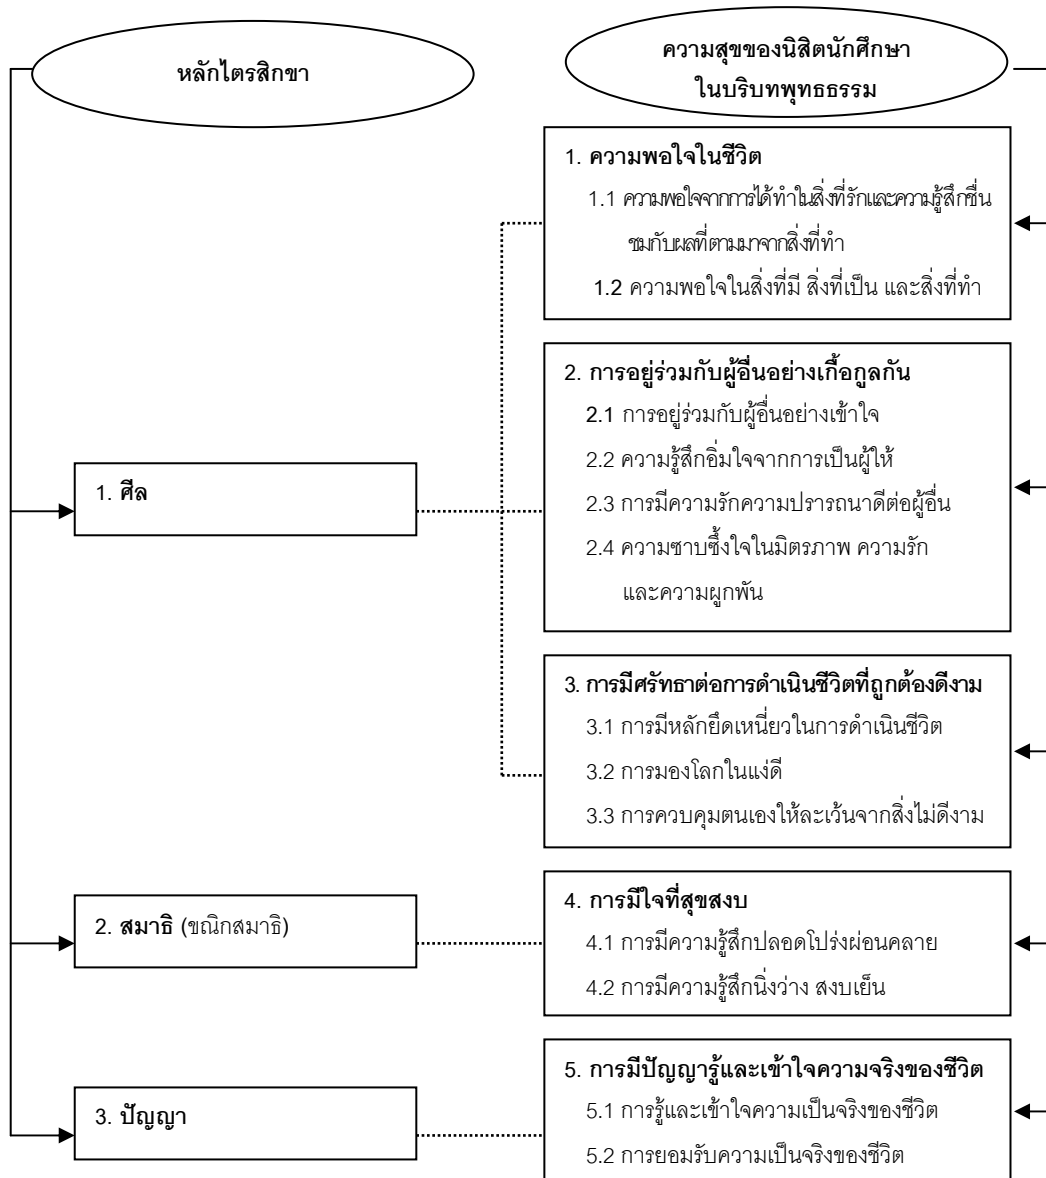 หลักไตรสิกขา
ความสุขของนิสิตนักศึกษา
ในบริบทพุทธธรรม
1. ความพอใจในชีวิต
1.1 ความพอใจจากการได้ทำในสิ่งที่รักและความรู้สึกชื่น
ชมกับผลที่ตามมาจากสิ่งที่ทำ
1.2 ความพอใจในสิ่งที่มี สิ่งที่เป็น และสิ่งที่ทำ
2. การอยู่ร่วมกับผู้อื่นอย่างเกื้อกูลกัน
2.1 การอยู่ร่วมกับผู้อื่นอย่างเข้าใจ
2.2 ความรู้สึกอิ่มใจจากการเป็นผู้ให้
2.3 การมีความรักความปรารถนาดีต่อผู้อื่น
2.4 ความซาบซึ้งใจในมิตรภาพ ความรัก
และความผูกพัน
1. ศีล
3. การมีศรัทธาต่อการดำเนินชีวิตที่ถูกต้องดีงาม
3.1 การมีหลักยึดเหนี่ยวในการดำเนินชีวิต
3.2 การมองโลกในแง่ดี
3.3 การควบคุมตนเองให้ละเว้นจากสิ่งไม่ดีงาม
2. สมาธิ (ขณิกสมาธิ)
4. การมีใจที่สุขสงบ
4.1 การมีความรู้สึกปลอดโปร่งผ่อนคลาย
4.2 การมีความรู้สึกนิ่งว่าง สงบเย็น
3. ปัญญา
5. การมีปัญญารู้และเข้าใจความจริงของชีวิต
5.1 การรู้และเข้าใจความเป็นจริงของชีวิต
5.2 การยอมรับความเป็นจริงของชีวิต